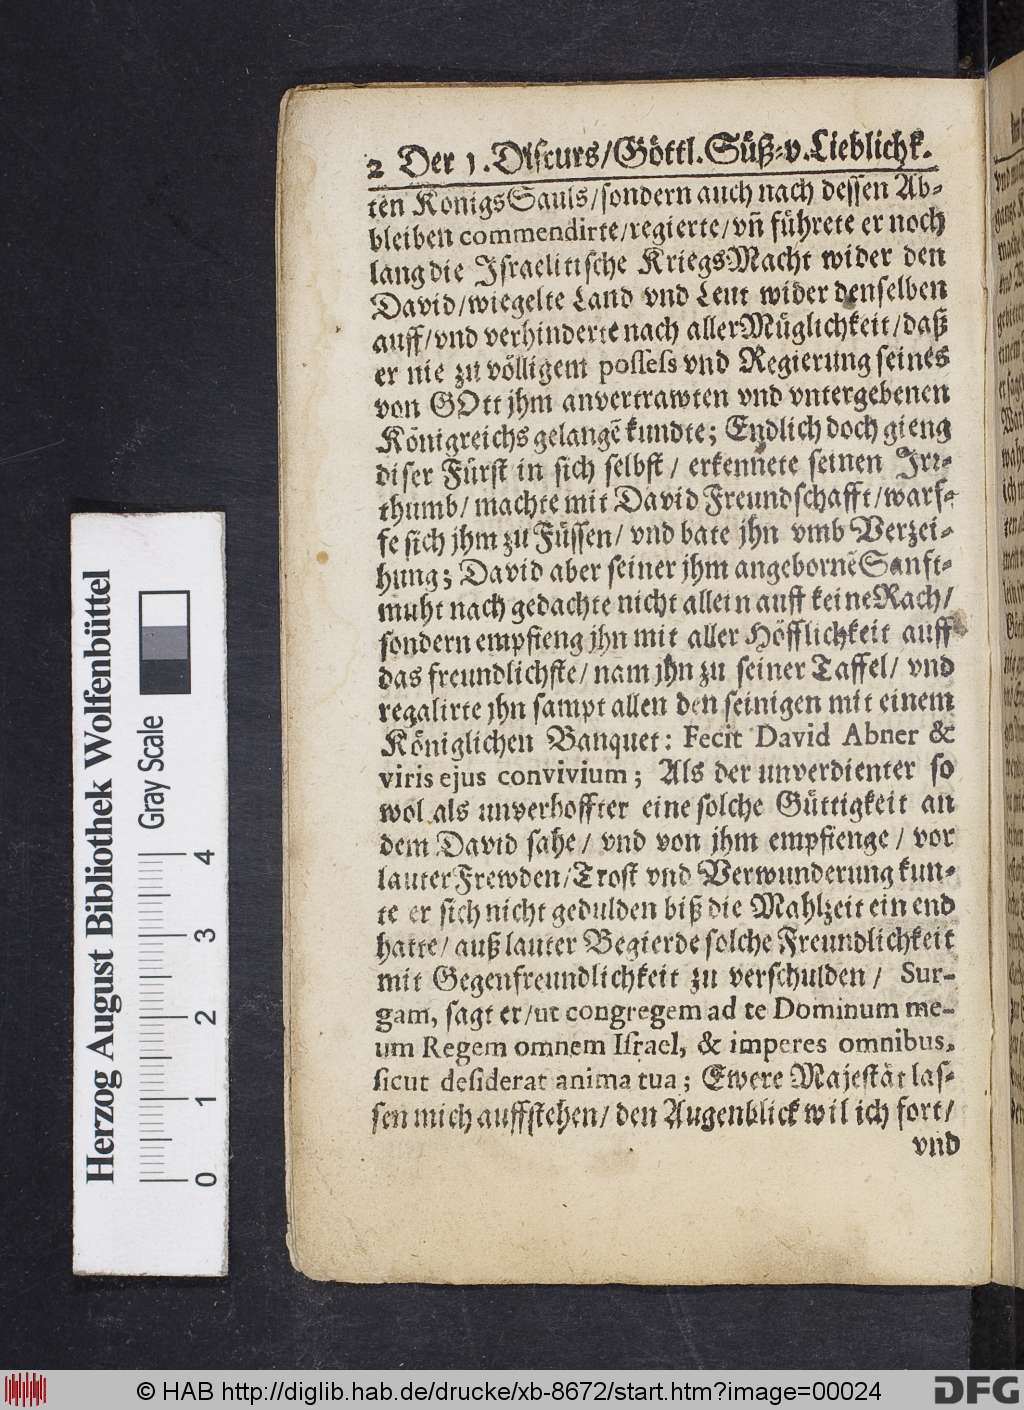 2 Der 1. Discurs/Göttl. Süß- v. Lieblichk.
ten Königs Sauls/sondern auch nach dessen Ab-
bleiben commendirte/regierte/vn̄ führete er noch
lang die Israelitische Kriegs-Macht wider den
David/wiegelte Land vnd Leut wider denselben
auff/vnd verhinderte nach aller Müglichkeit/daß
er nie zu völligem possess vnd Regierung seines
von GOtt jhm anvertrawten vnd vntergebenen
Königreichs gelangē kundte; Endlich doch gieng
diser Fürst in sich selbst/ erkennete seinen Irr-
thumb/ machte mit David Freundschafft/warf-
fe sich jhm zu Füssen/ vnd bate jhn vmb Verzei-
hung; David aber seiner jhm angebornē Sanft-
muht nach gedachte nicht allein auff keine Rach/
sondern empfieng jhn mit aller Höfflichkeit auff
das freundlichste/ nam jhn zu seiner Taffel/ vnd
regalirte jhn sampt allen den seinigen mit einem
Königlichen Banquet: Fecit David Abner &
viris ejus convivium; Als der unverdienter so
wol als unverhoffter eine solche Güttigkeit an
dem David sahe/ vnd von jhm empfienge/ vor
lauter Frewden/Trost vnd Verwunderung kun-
te er sich nicht gedulden biß die Mahlzeit ein end
hatte/ auß lauter Begierde solche Freundlichkeit
mit Gegenfreundlichkeit zu verschulden/ Sur-
gam, sagt er/ut congregem ad te Dominum me-
um Regem omnem Israel, & imperes omnibus,
sicut desiderat anima tua; Ewere Majestät las-
sen mich auffstehen/ den Augenblick wil ich fort/
vnd
Herzog August Bibliothek Wolfenbüttel
Gray Scale
0 1 2 3 4
© HAB http://diglib.hab.de/drucke/xb-8672/start.htm?image=00024
DFG